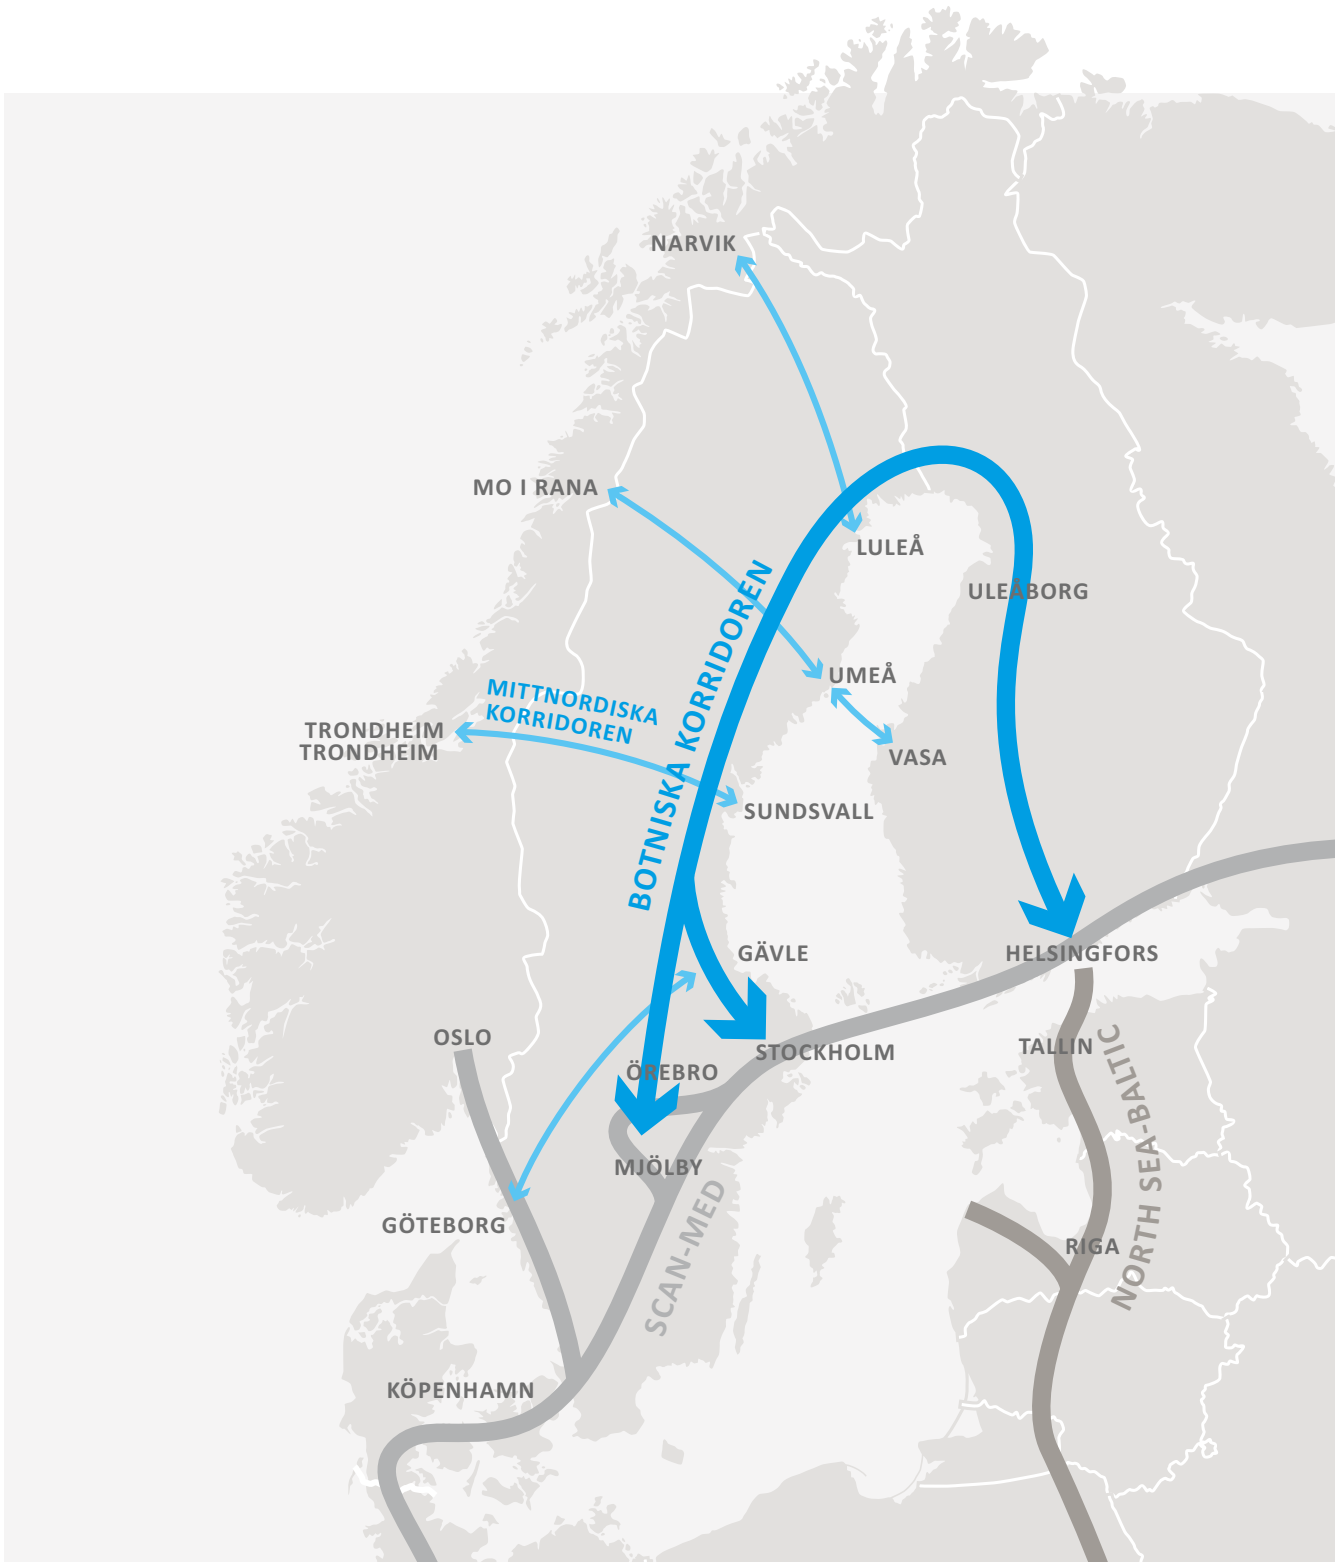 NARVIK
MO I RANA
LULEÅ
ULEÅBORG
BOTNISKA KORRIDOREN
UMEÅ
MITTNORDISKA
KORRIDOREN
TRONDHEIM
TRONDHEIM
VASA
SUNDSVALL
GÄVLE
HELSINGFORS
OSLO
STOCKHOLM
TALLIN
ÖREBRO
NORTH SEA-BALTIC
MJÖLBY
GÖTEBORG
SCAN-MED
RIGA
KÖPENHAMN